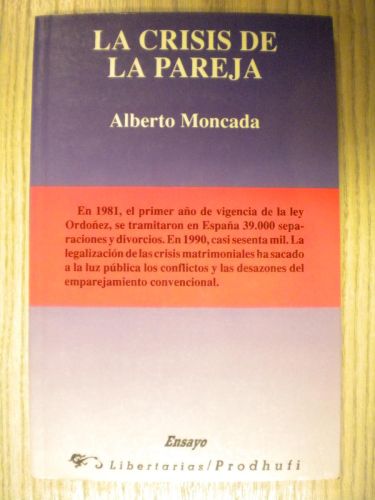 LA CRISIS DE
LA PAREJA
Alberto Moncada
En 1981, el primer año de vigencia de la ley
Ordoñez, se tramitaron en España 39.000 sepa-
raciones y divorcios. En 1990, casi sesenta mil. La
legalización de las crisis matrimoniales ha sacado
a la luz pública los conflictos y las desazones del
emparejamiento convencional.
Ensayo
Libertarias/Prodhufi